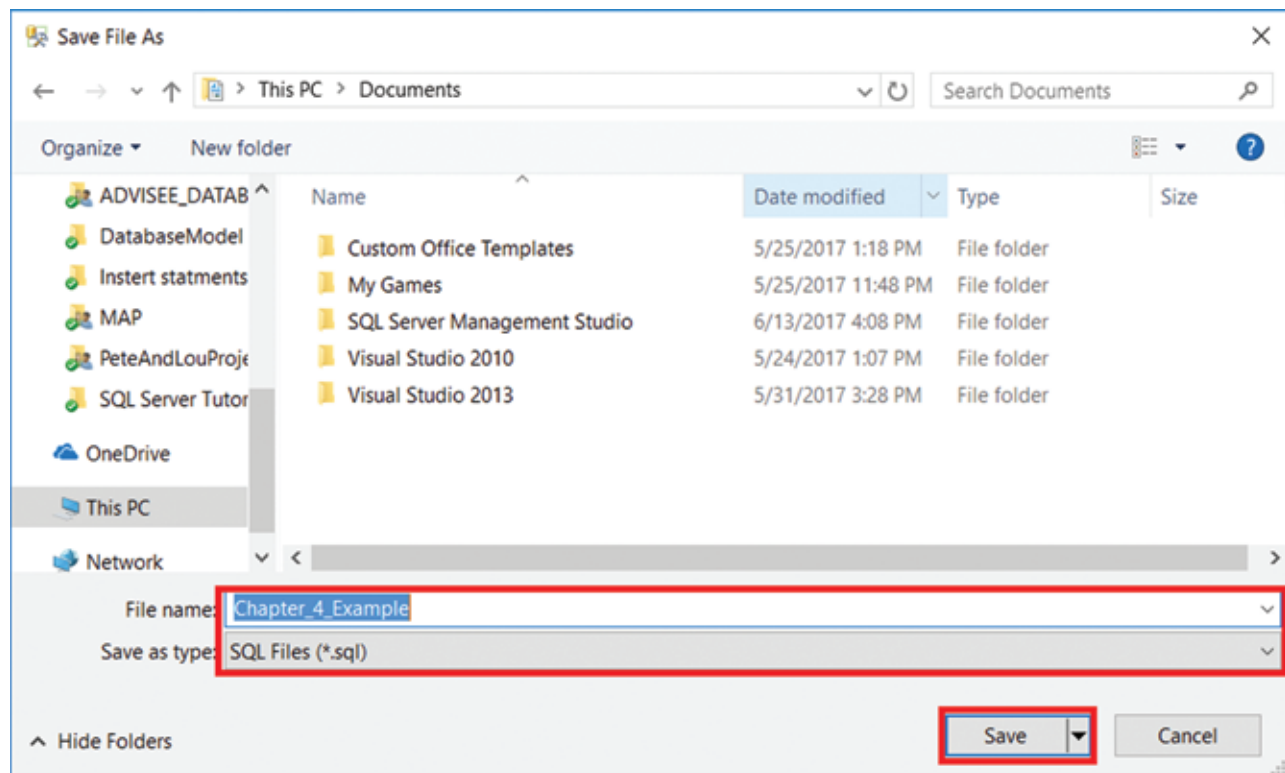 Save File As
This PC > Documents
Search Documents
Organize
New folder
Name
Date modified
Type
Size
ADVISEE_DATAB
DatabaseModel
Instert statments
MAP
PeteAndLouProje
SQL Server Tutor
OneDrive
This PC
Network
Custom Office Templates 5/25/2017 1:18 PM File folder
My Games 5/25/2017 11:48 PM File folder
SQL Server Management Studio 6/13/2017 4:08 PM File folder
Visual Studio 2010 5/24/2017 1:07 PM File folder
Visual Studio 2013 5/31/2017 3:28 PM File folder
File name: Chapter_4_Example
Save as type: SQL Files (*.sql)
Hide Folders
Save
Cancel